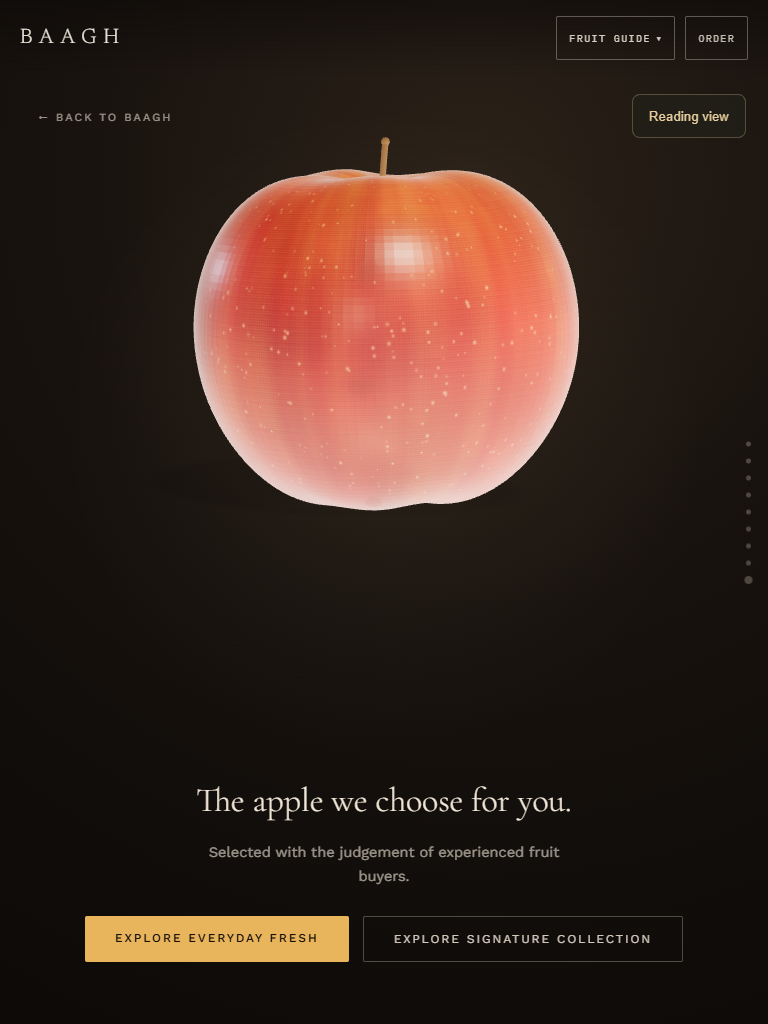 BAAGH
FRUIT GUIDE ▾
ORDER
← BACK TO BAAGH
Reading view
The apple we choose for you.
Selected with the judgement of experienced fruit
buyers.
EXPLORE EVERYDAY FRESH
EXPLORE SIGNATURE COLLECTION